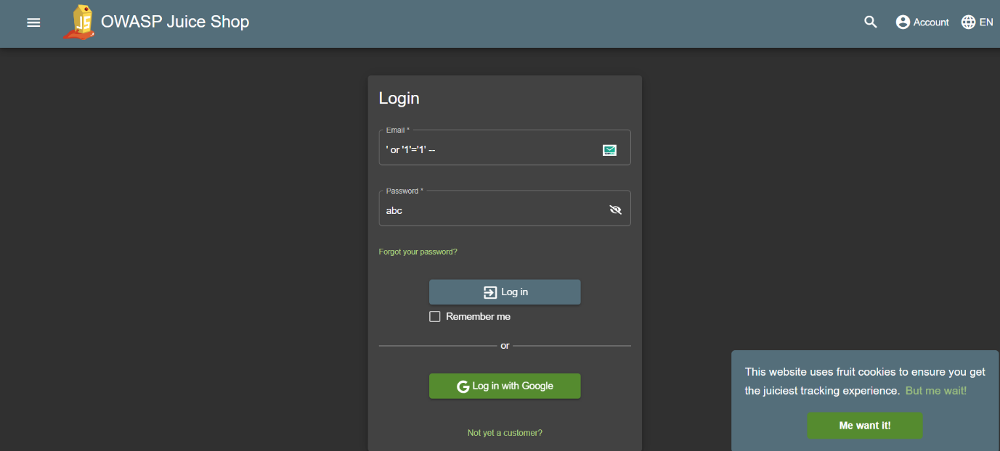 OWASP Juice Shop
Account
EN
Login
Email *
' or '1'='1' --
Password *
abc
Forgot your password?
Log in
Remember me
or
Log in with Google
Not yet a customer?
This website uses fruit cookies to ensure you get
the juiciest tracking experience. But me wait!
Me want it!